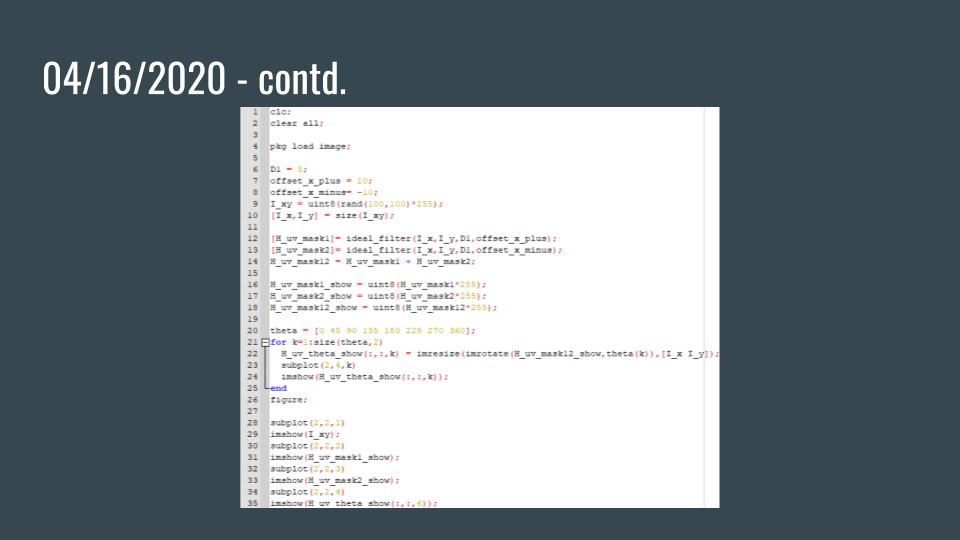 04/16/2020 - contd.
1 clc;
2 clear all;
3
4 pkg load image;
5
6 D1 = 5;
7 offset_x_plus = 10;
8 offset_x_minus= -10;
9 I_xy = uint8(rand(100,100)*255);
10 [I_x,I_y] = size(I_xy);
11
12 [H_uv_mask1]= ideal_filter(I_x,I_y,D1,offset_x_plus);
13 [H_uv_mask2]= ideal_filter(I_x,I_y,D1,offset_x_minus);
14 H_uv_mask12 = H_uv_mask1 + H_uv_mask2;
15
16 H_uv_mask1_show = uint8(H_uv_mask1*255);
17 H_uv_mask2_show = uint8(H_uv_mask2*255);
18 H_uv_mask12_show = uint8(H_uv_mask12*255);
19
20 theta = [0 45 90 135 180 225 270 360];
21 for k=1:size(theta,2)
22 H_uv_theta_show(:,:,k) = imresize(imrotate(H_uv_mask12_show,theta(k)),[I_x I_y]);
23 subplot(2,4,k)
24 imshow(H_uv_theta_show(:,:,k));
25 end
26 figure;
27
28 subplot(2,2,1)
29 imshow(I_xy);
30 subplot(2,2,2)
31 imshow(H_uv_mask1_show);
32 subplot(2,2,3)
33 imshow(H_uv_mask2_show);
34 subplot(2,2,4)
35 imshow(H_uv_theta_show(:,:,6));